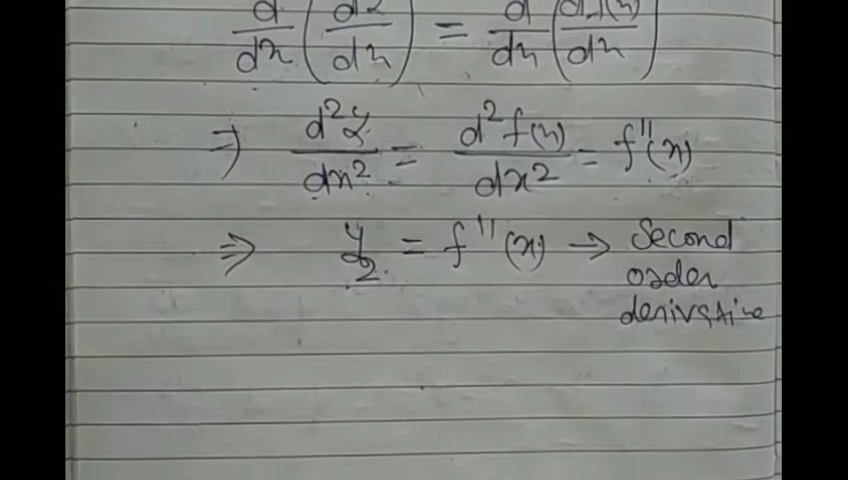 d/dx (dy/dx) = d/dx (df(x)/dx)
⇒ d²y/dx² = d²f(x)/dx² = f''(x)
⇒ y₂ = f''(x) → Second
order
derivative